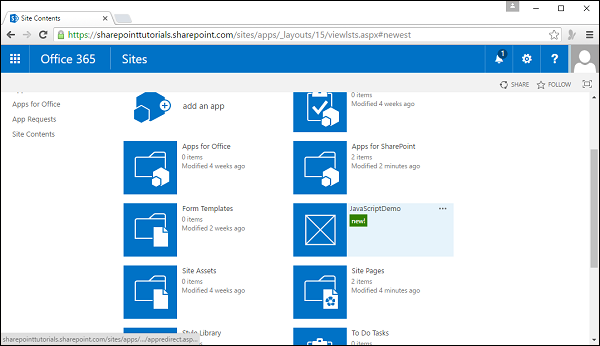 Site Contents
https://sharepointtutorials.sharepoint.com/sites/apps/_layouts/15/viewlsts.aspx#newest
Office 365
Sites
1
?
SHARE
FOLLOW
Apps for Office
App Requests
Site Contents
add an app
0 items
Modified 4 weeks ago
Apps for Office
0 items
Modified 4 weeks ago
Apps for SharePoint
2 items
Modified 2 minutes ago
Form Templates
0 items
Modified 2 weeks ago
JavaScriptDemo
...
new!
Site Assets
0 items
Modified 4 weeks ago
Site Pages
2 items
Modified 4 minutes ago
Style Library
To Do Tasks
0 items
sharepointtutorials.sharepoint.com/sites/apps/.../appredirect.asp...